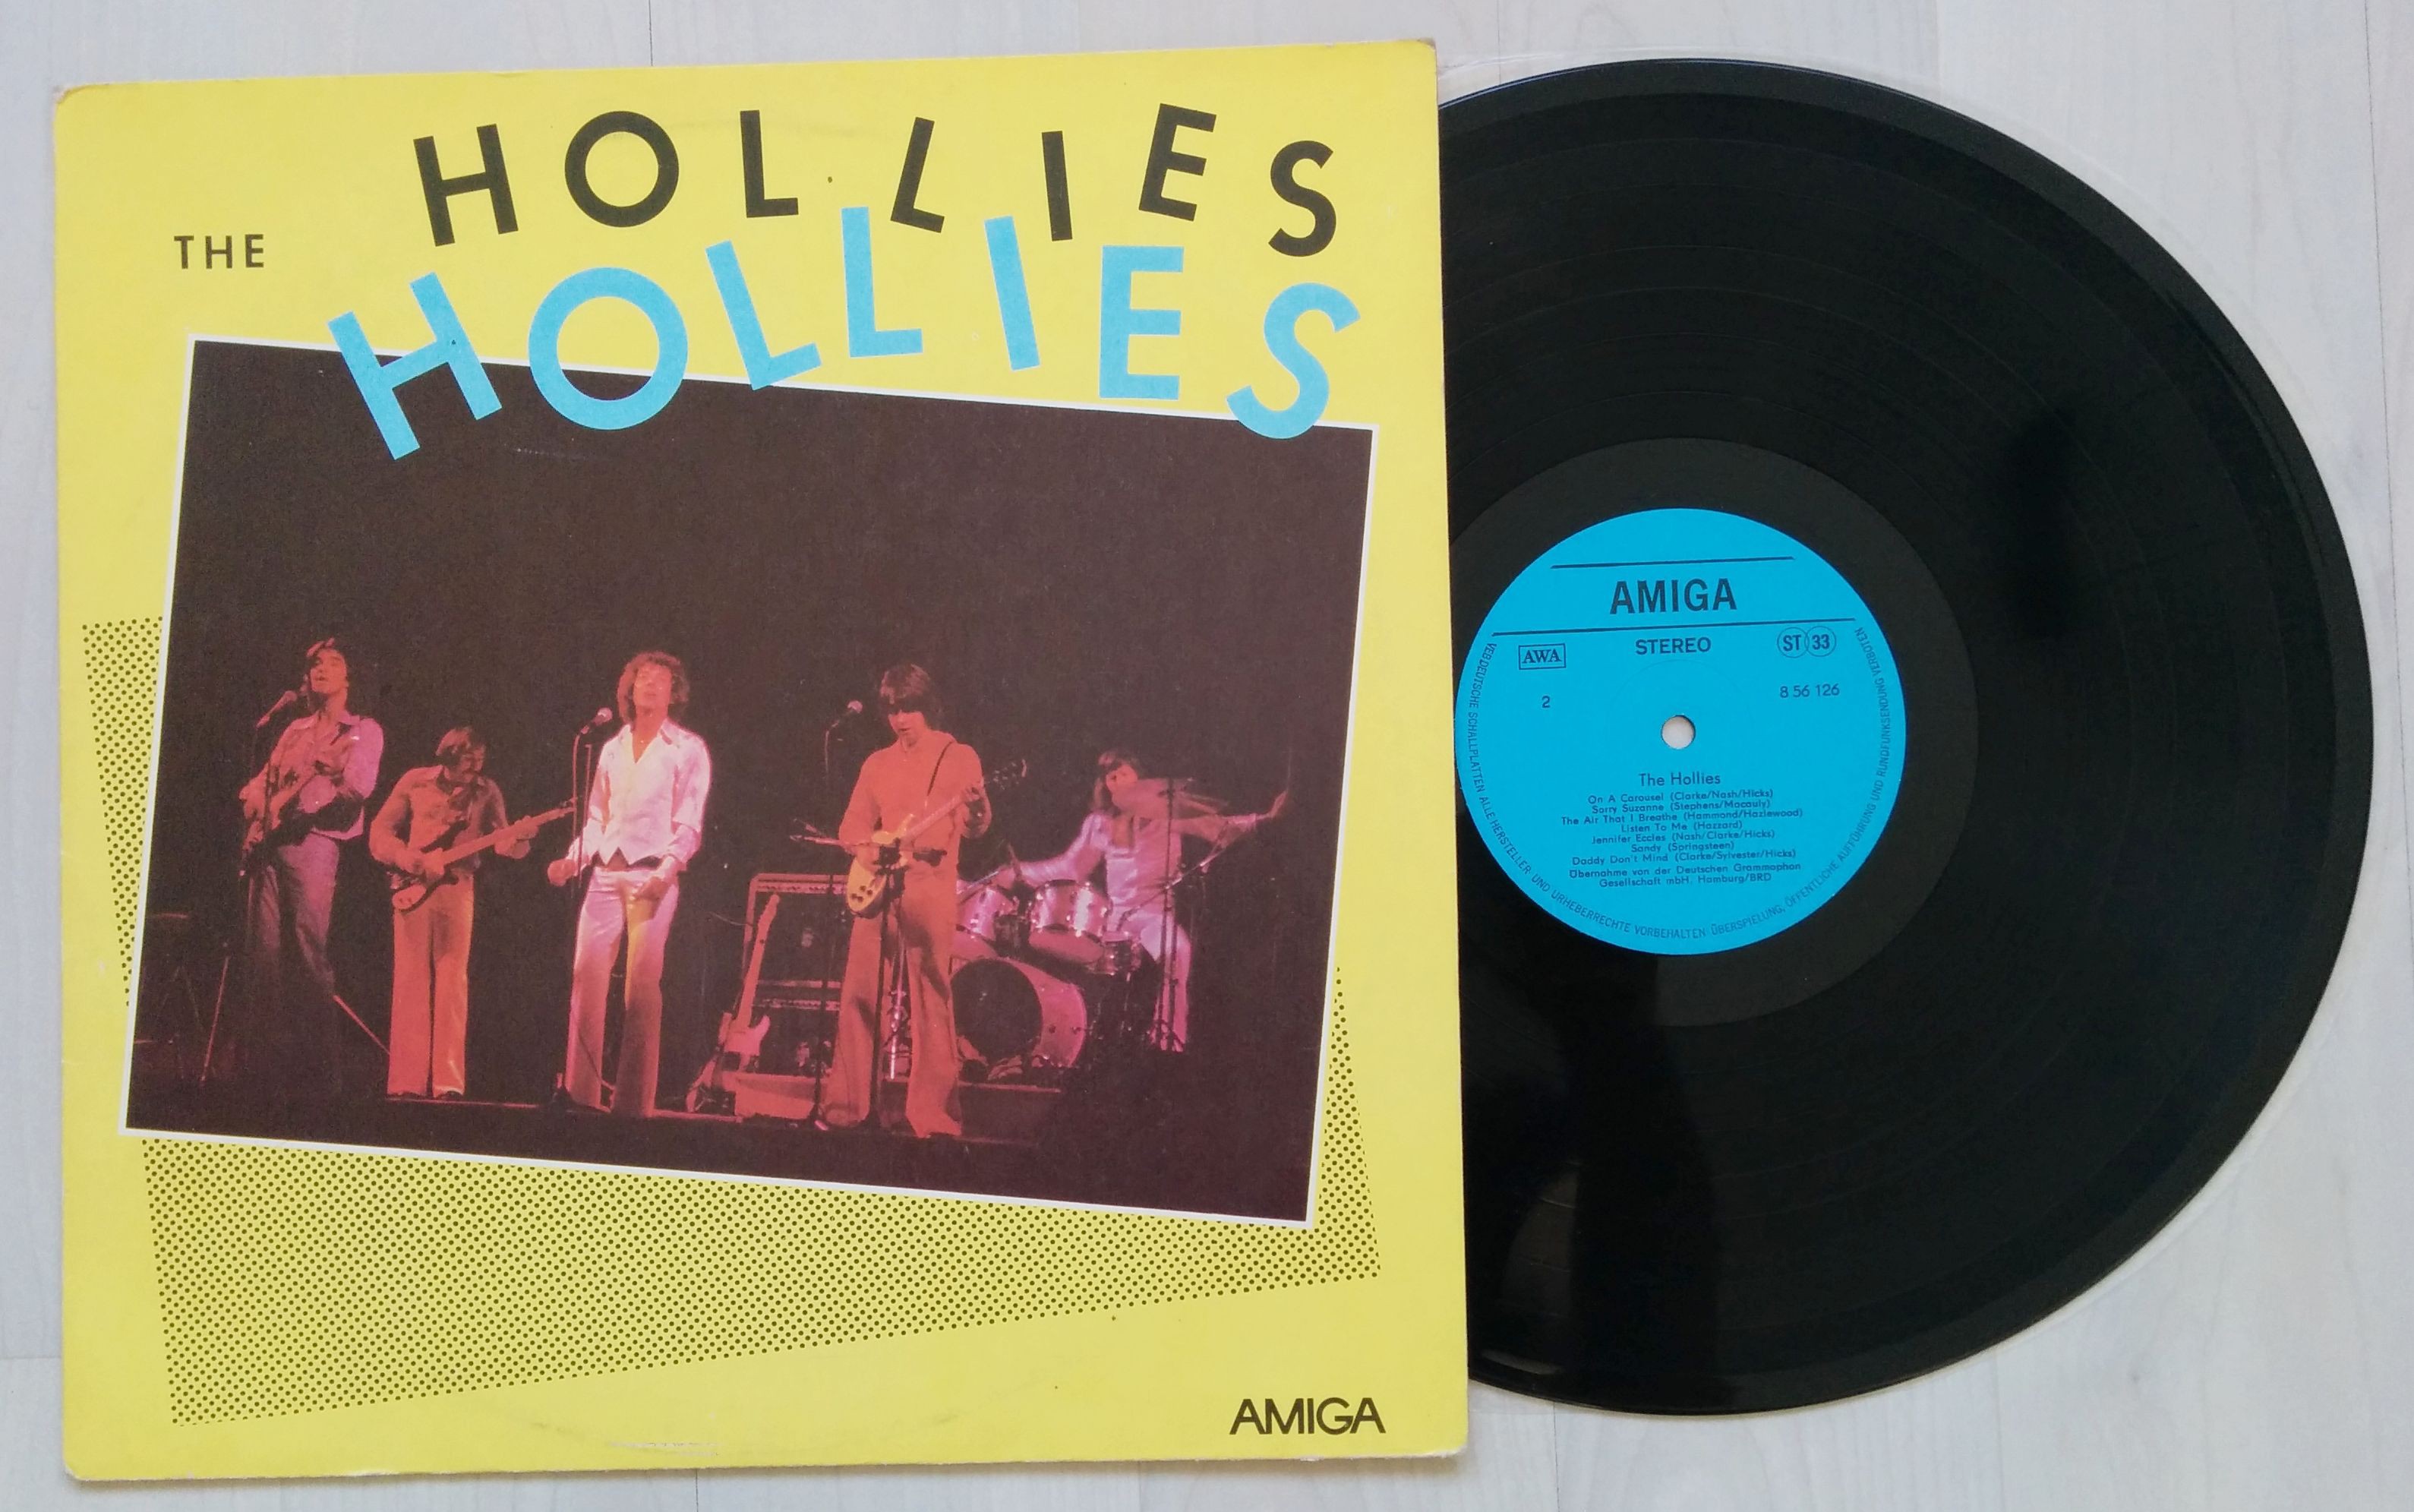 THE
HOLLIES
HOLLIES
AMIGA
AMIGA
AWA
STEREO
ST 33
2
8 56 126
The Hollies
On A Carousel (Clarke/Nash/Hicks)
Sorry Suzanne (Stephens/Macauly)
The Air That I Breathe (Hammond/Hazlewood)
Listen To Me (Hazzard)
Jennifer Eccles (Nash/Clarke/Hicks)
Sandy (Springsteen)
Daddy Don't Mind (Clarke/Sylvester/Hicks)
Übernahme von der Deutschen Grammophon
Gesellschaft mbH, Hamburg/BRD
VEB DEUTSCHE SCHALLPLATTEN ALLE HERSTELLER- UND URHEBERRECHTE VORBEHALTEN · ÜBERSPIELUNG, ÖFFENTLICHE AUFFÜHRUNG UND RUNDFUNKSENDUNG VERBOTEN